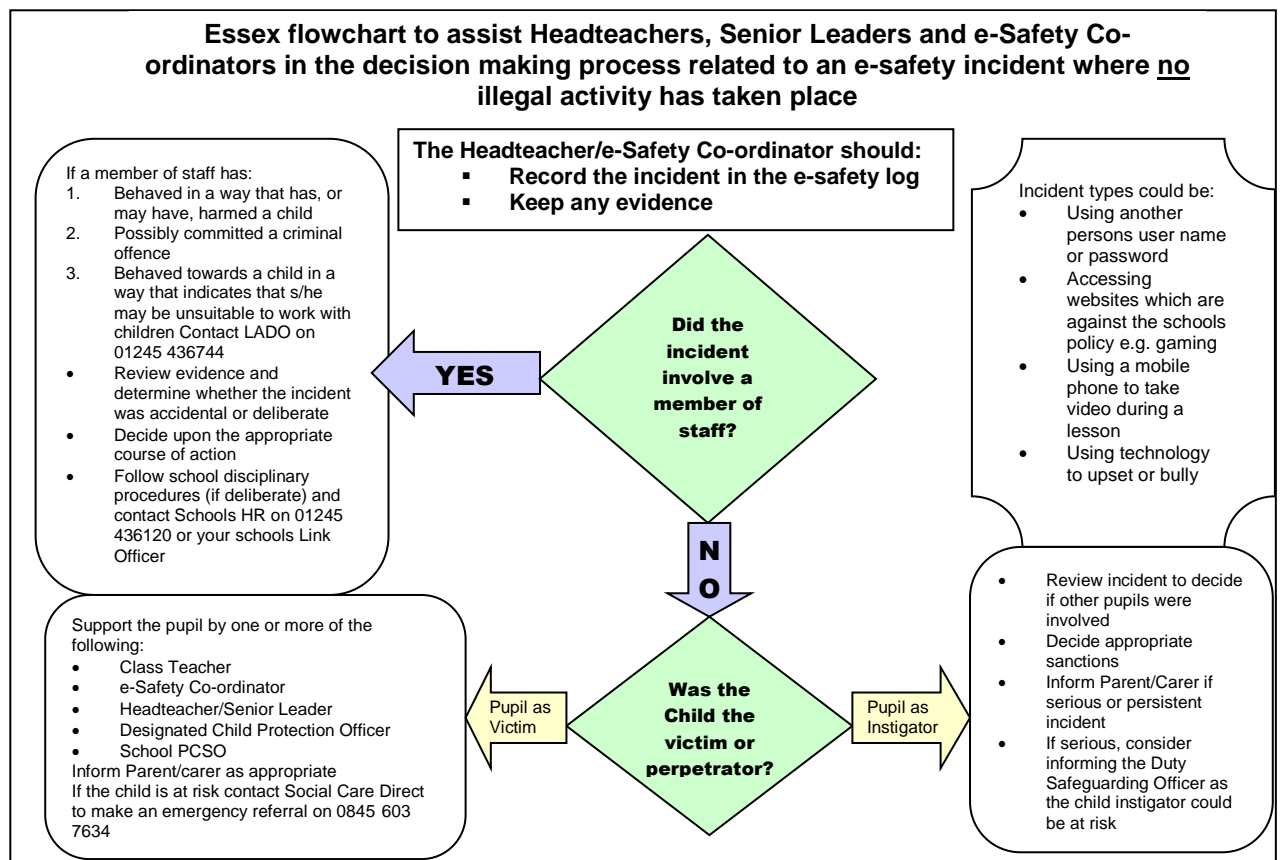 Essex flowchart to assist Headteachers, Senior Leaders and e-Safety Co-
ordinators in the decision making process related to an e-safety incident where no
illegal activity has taken place
The Headteacher/e-Safety Co-ordinator should:
▪ Record the incident in the e-safety log
▪ Keep any evidence
If a member of staff has:
1. Behaved in a way that has, or
may have, harmed a child
2. Possibly committed a criminal
offence
3. Behaved towards a child in a
way that indicates that s/he
may be unsuitable to work with
children Contact LADO on
01245 436744
• Review evidence and
determine whether the incident
was accidental or deliberate
• Decide upon the appropriate
course of action
• Follow school disciplinary
procedures (if deliberate) and
contact Schools HR on 01245
436120 or your schools Link
Officer
YES
Did the
incident
involve a
member of
staff?
Incident types could be:
• Using another
persons user name
or password
• Accessing
websites which are
against the schools
policy e.g. gaming
• Using a mobile
phone to take
video during a
lesson
• Using technology
to upset or bully
N
O
Support the pupil by one or more of the
following:
• Class Teacher
• e-Safety Co-ordinator
• Headteacher/Senior Leader
• Designated Child Protection Officer
• School PCSO
Inform Parent/carer as appropriate
If the child is at risk contact Social Care Direct
to make an emergency referral on 0845 603
7634
Pupil as
Victim
Was the
Child the
victim or
perpetrator?
Pupil as
Instigator
• Review incident to decide
if other pupils were
involved
• Decide appropriate
sanctions
• Inform Parent/Carer if
serious or persistent
incident
• If serious, consider
informing the Duty
Safeguarding Officer as
the child instigator could
be at risk